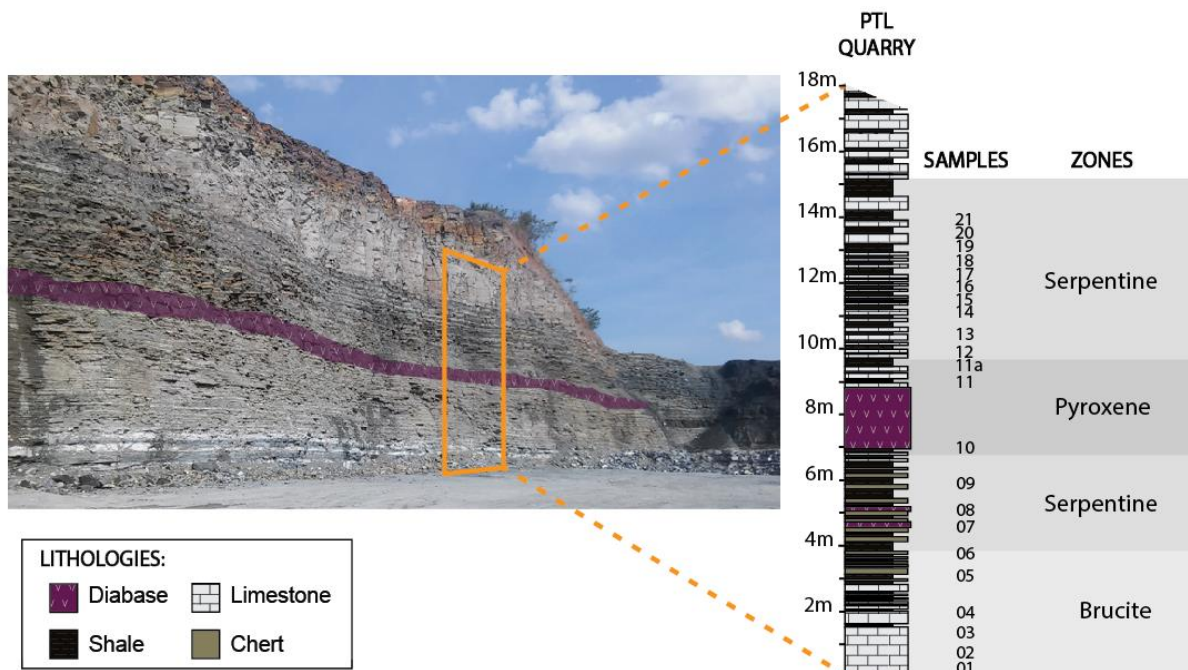 PTL
QUARRY
18m
16m
14m
12m
10m
8m
6m
4m
2m
SAMPLES
21
20
19
18
17
16
15
14
13
12
11a
11
10
09
08
07
06
05
04
03
02
01
ZONES
Serpentine
Pyroxene
Serpentine
Brucite
LITHOLOGIES:
Diabase
Limestone
Shale
Chert